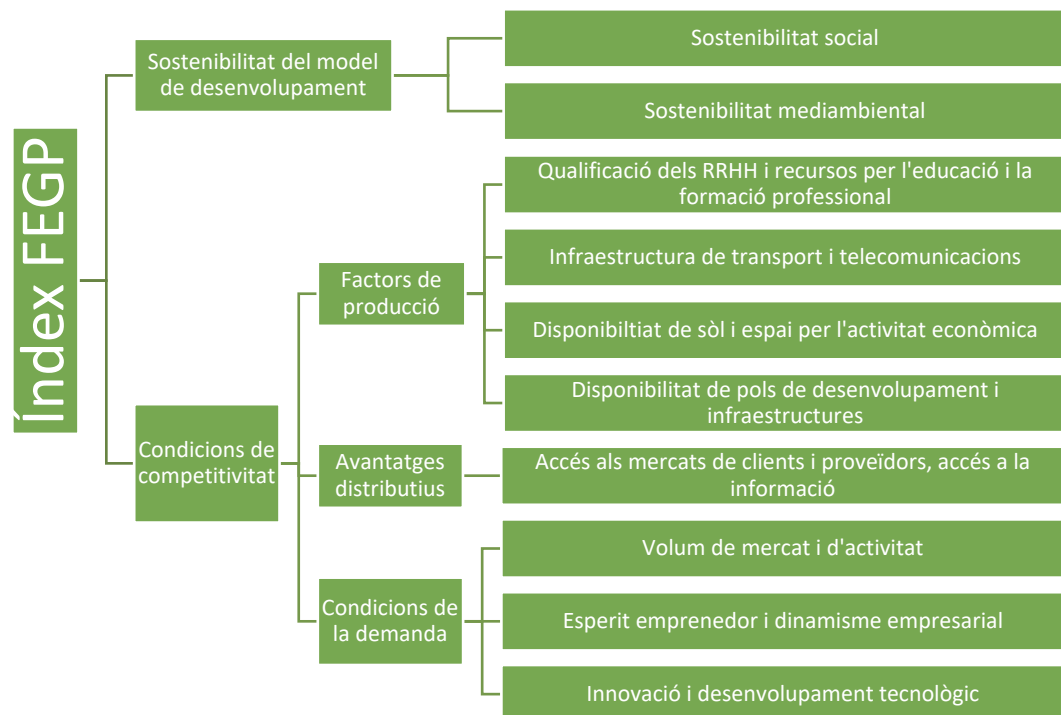 Índex FEGP
Sostenibilitat del model
de desenvolupament
Sostenibilitat social
Sostenibilitat mediambiental
Condicions de
competitivitat
Factors de
producció
Qualificació dels RRHH i recursos per l'educació i la
formació professional
Infraestructura de transport i telecomunicacions
Disponibiltiat de sòl i espai per l'activitat econòmica
Disponibilitat de pols de desenvolupament i
infraestructures
Avantatges
distributius
Accés als mercats de clients i proveïdors, accés a la
informació
Condicions de
la demanda
Volum de mercat i d'activitat
Esperit emprenedor i dinamisme empresarial
Innovació i desenvolupament tecnològic